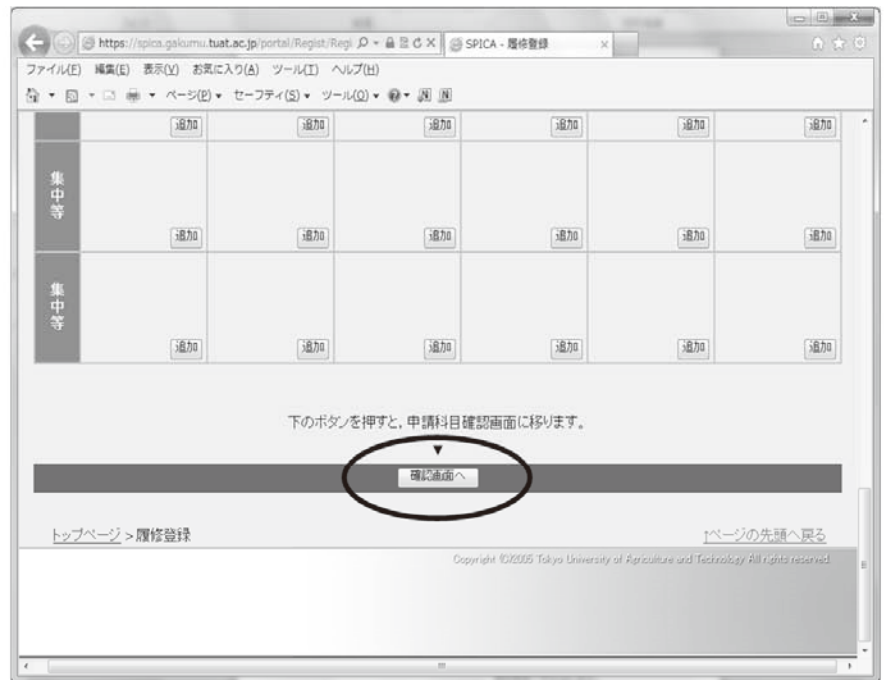 https://spica.gakumu.tuat.ac.jp/portal/Regist/Regi
SPICA - 履修登録
ファイル(F) 編集(E) 表示(V) お気に入り(A) ツール(T) ヘルプ(H)
ページ(P) セーフティ(S) ツール(O)
追加 追加 追加 追加 追加 追加
集中等
追加 追加 追加 追加 追加 追加
集中等
追加 追加 追加 追加 追加 追加
下のボタンを押すと, 申請科目確認画面に移ります。
▼
確認画面へ
トップページ > 履修登録
↑ページの先頭へ戻る
Copyright (C)2005 Tokyo University of Agriculture and Technology All rights reserved.